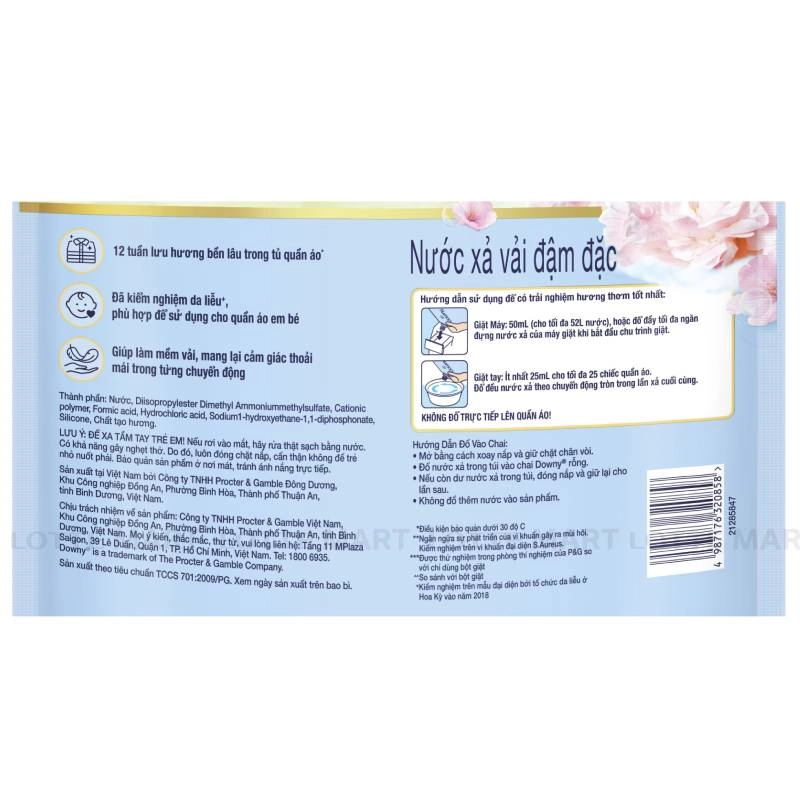 12 tuần lưu hương bền lâu trong tủ quần áo*
Đã kiểm nghiệm da liễu⁺,
phù hợp để sử dụng cho quần áo em bé
Giúp làm mềm vải, mang lại cảm giác thoải
mái trong từng chuyển động
Thành phần: Nước, Diisopropylester Dimethyl Ammoniummethylsulfate, Cationic
polymer, Formic acid, Hydrochloric acid, Sodium1-hydroxyethane-1,1-diphosphonate,
Silicone, Chất tạo hương.
LƯU Ý: ĐỂ XA TẦM TAY TRẺ EM! Nếu rơi vào mắt, hãy rửa thật sạch bằng nước.
Có khả năng gây nghẹt thở. Do đó, luôn đóng chặt nắp, cẩn thận không để trẻ
nhỏ nuốt phải. Bảo quản sản phẩm ở nơi mát, tránh ánh nắng trực tiếp.
Sản xuất tại Việt Nam bởi Công ty TNHH Procter & Gamble Đông Dương,
Khu Công nghiệp Đồng An, Phường Bình Hòa, Thành phố Thuận An,
tỉnh Bình Dương, Việt Nam.
Chịu trách nhiệm về sản phẩm: Công ty TNHH Procter & Gamble Việt Nam,
Khu Công nghiệp Đồng An, Phường Bình Hòa, Thành phố Thuận An, tỉnh Bình
Dương, Việt Nam. Mọi ý kiến, thắc mắc, thư từ, vui lòng liên hệ: Tầng 11 MPlaza
Saigon, 39 Lê Duẩn, Quận 1, TP. Hồ Chí Minh, Việt Nam. Tel: 1800 6935.
Downy® is a trademark of The Procter & Gamble Company.
Sản xuất theo tiêu chuẩn TCCS 701:2009/PG. Xem ngày sản xuất trên bao bì.
Nước xả vải đậm đặc
Hướng dẫn sử dụng để có trải nghiệm hương thơm tốt nhất:
Giặt Máy: 50mL (cho tối đa 52L nước), hoặc đổ đầy tối đa ngăn
đựng nước xả của máy giặt khi bắt đầu chu trình giặt.
Giặt tay: Ít nhất 25mL cho tối đa 25 chiếc quần áo.
Đổ đều nước xả theo chuyển động tròn trong lần xả cuối cùng.
KHÔNG ĐỔ TRỰC TIẾP LÊN QUẦN ÁO!
Hướng Dẫn Đổ Vào Chai:
• Mở bằng cách xoay nắp và giữ chặt chân vòi.
• Đổ nước xả trong túi vào chai Downy® rỗng.
• Nếu còn dư nước xả trong túi, đóng nắp và giữ lại cho
lần sau.
• Không đổ thêm nước vào sản phẩm.
*Điều kiện bảo quản dưới 30 độ C
**Ngăn ngừa sự phát triển của vi khuẩn gây ra mùi hôi.
Kiểm nghiệm trên vi khuẩn đại diện S.Aureus.
***Được thử nghiệm trong phòng thí nghiệm của P&G so
với chỉ dùng bột giặt
^So sánh với bột giặt
⁺Kiểm nghiệm trên mẫu đại diện bởi tổ chức da liễu ở
Hoa Kỳ vào năm 2018
4 987176 320858 >
21285847